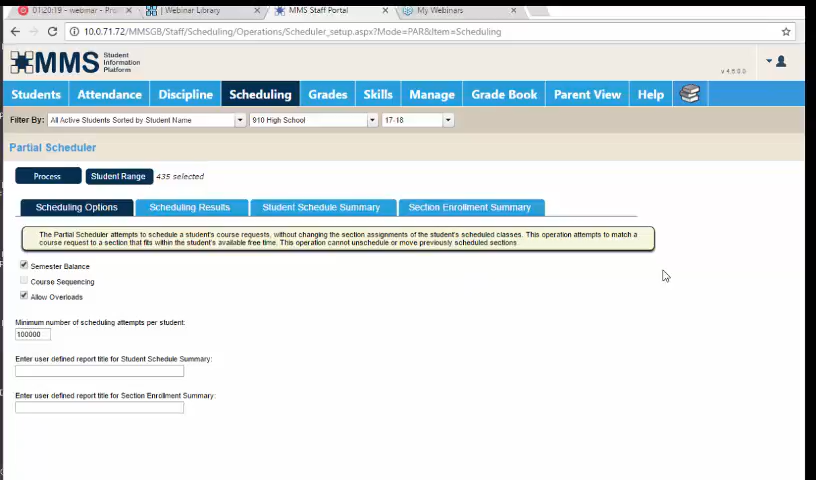 01:20:19 - webinar - Pro
Webinar Library
MMS Staff Portal
My Webinars
10.0.71.72/MMSGB/Staff/Scheduling/Operations/Scheduler_setup.aspx?Mode=PAR&Item=Scheduling
MMS Student Information Platform
v 4.5.0.0
Students Attendance Discipline Scheduling Grades Skills Manage Grade Book Parent View Help
Filter By: All Active Students Sorted by Student Name 910 High School 17-18
Partial Scheduler
Process Student Range 435 selected
Scheduling Options Scheduling Results Student Schedule Summary Section Enrollment Summary
The Partial Scheduler attempts to schedule a student's course requests, without changing the section assignments of the student's scheduled classes. This operation attempts to match a
course request to a section that fits within the student's available free time. This operation cannot unschedule or move previously scheduled sections
Semester Balance
Course Sequencing
Allow Overloads
Minimum number of scheduling attempts per student:
100000
Enter user defined report title for Student Schedule Summary:
Enter user defined report title for Section Enrollment Summary: